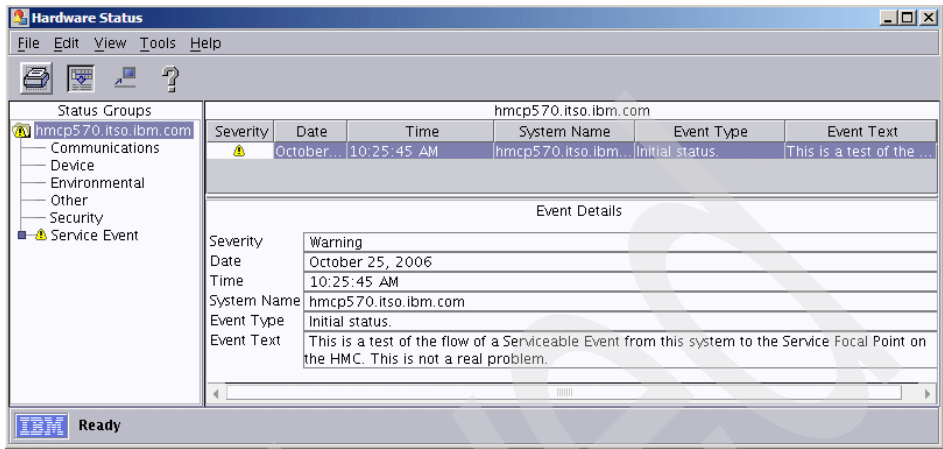 Hardware Status
File Edit View Tools Help
Status Groups
hmcp570.itso.ibm.com
Communications
Device
Environmental
Other
Security
Service Event
hmcp570.itso.ibm.com
Severity Date Time System Name Event Type Event Text
October... 10:25:45 AM hmcp570.itso.ibm... Initial status. This is a test of the ...
Event Details
Severity Warning
Date October 25, 2006
Time 10:25:45 AM
System Name hmcp570.itso.ibm.com
Event Type Initial status.
Event Text This is a test of the flow of a Serviceable Event from this system to the Service Focal Point on
the HMC. This is not a real problem.
IBM Ready